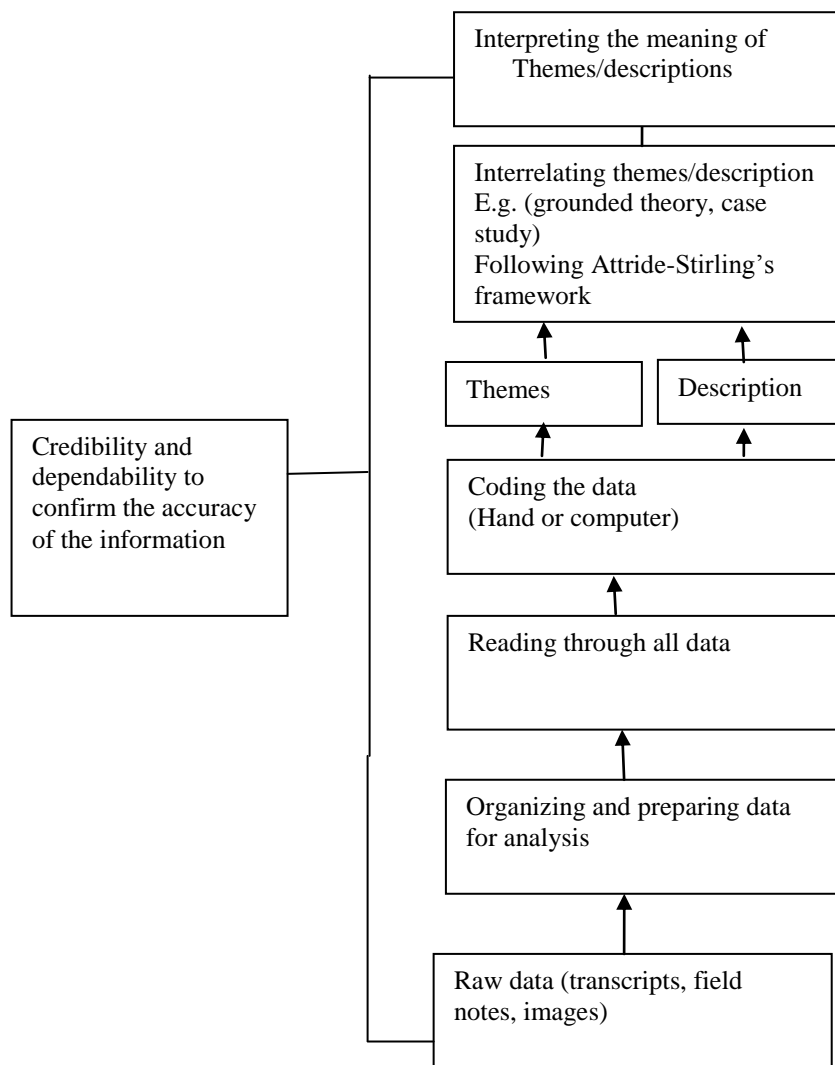 Interpreting the meaning of
Themes/descriptions
Interrelating themes/description
E.g. (grounded theory, case
study)
Following Attride-Stirling’s
framework
Themes
Description
Credibility and
dependability to
confirm the accuracy
of the information
Coding the data
(Hand or computer)
Reading through all data
Organizing and preparing data
for analysis
Raw data (transcripts, field
notes, images)